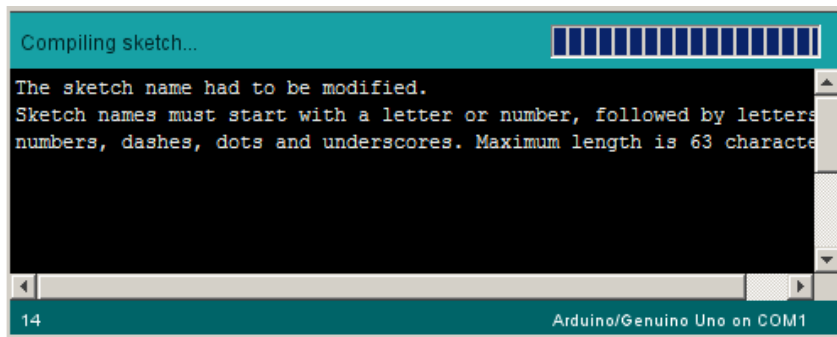 Compiling sketch...
The sketch name had to be modified.
Sketch names must start with a letter or number, followed by letters
numbers, dashes, dots and underscores. Maximum length is 63 characte
14
Arduino/Genuino Uno on COM1